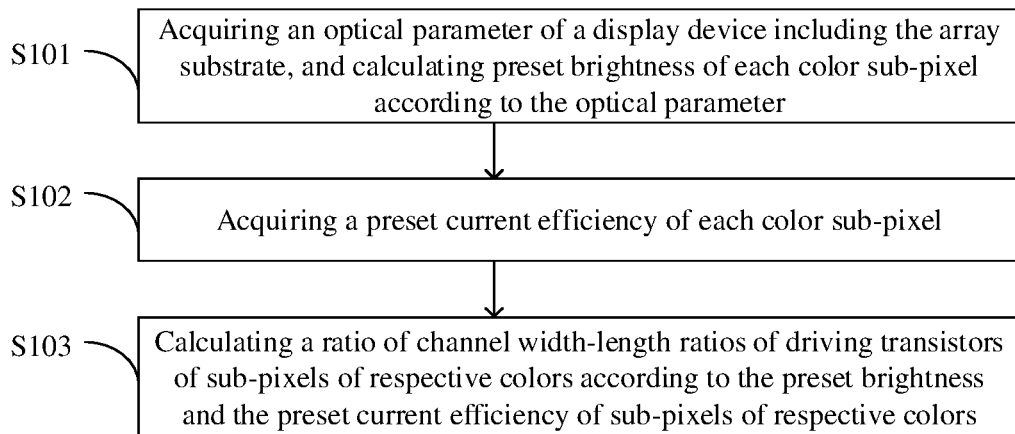 S101
Acquiring an optical parameter of a display device including the array
substrate, and calculating preset brightness of each color sub-pixel
according to the optical parameter
S102
Acquiring a preset current efficiency of each color sub-pixel
S103
Calculating a ratio of channel width-length ratios of driving transistors
of sub-pixels of respective colors according to the preset brightness
and the preset current efficiency of sub-pixels of respective colors